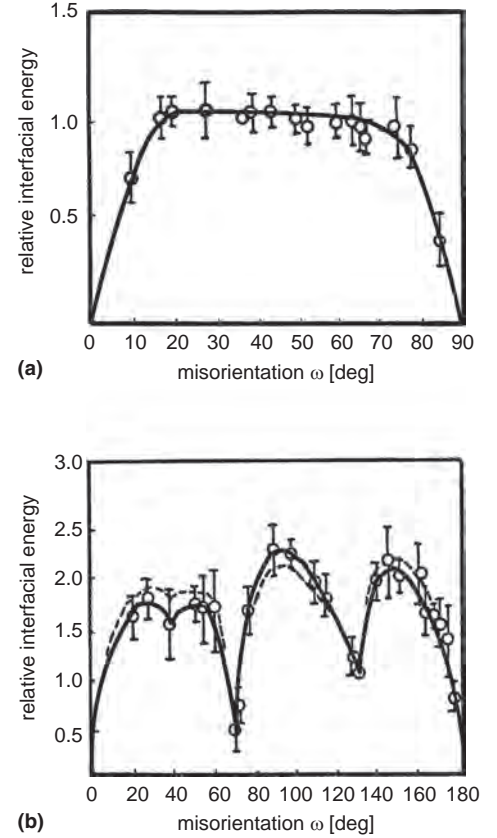 1.5
1.0
0.5
relative interfacial energy
0 10 20 30 40 50 60 70 80 90
(a)
misorientation ω [deg]
3.0
2.5
2.0
1.5
1.0
0.5
relative interfacial energy
0 20 40 60 80 100 120 140 160 180
(b)
misorientation ω [deg]